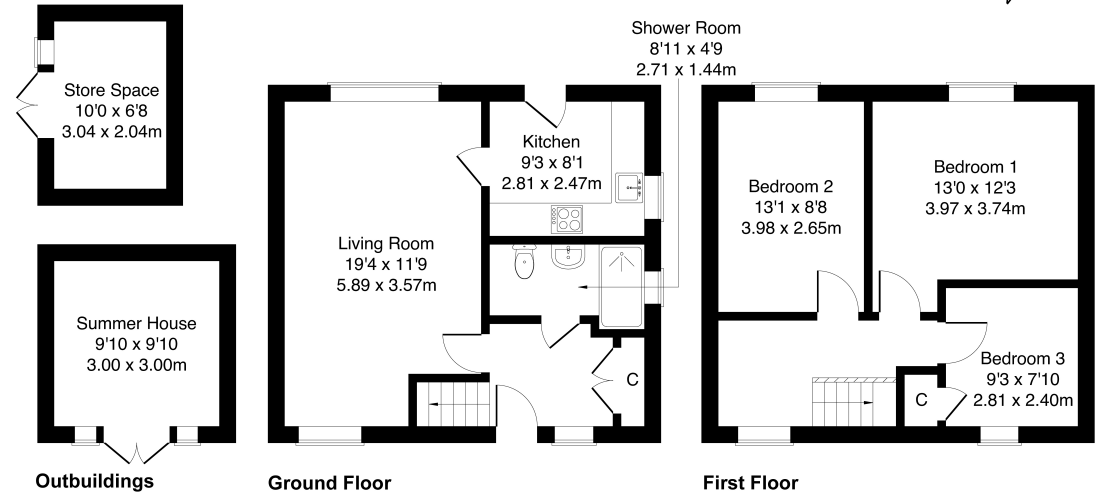 Store Space
10'0 x 6'8
3.04 x 2.04m
Summer House
9'10 x 9'10
3.00 x 3.00m
Outbuildings
Shower Room
8'11 x 4'9
2.71 x 1.44m
Kitchen
9'3 x 8'1
2.81 x 2.47m
Living Room
19'4 x 11'9
5.89 x 3.57m
C
Ground Floor
Bedroom 2
13'1 x 8'8
3.98 x 2.65m
Bedroom 1
13'0 x 12'3
3.97 x 3.74m
Bedroom 3
9'3 x 7'10
2.81 x 2.40m
C
First Floor